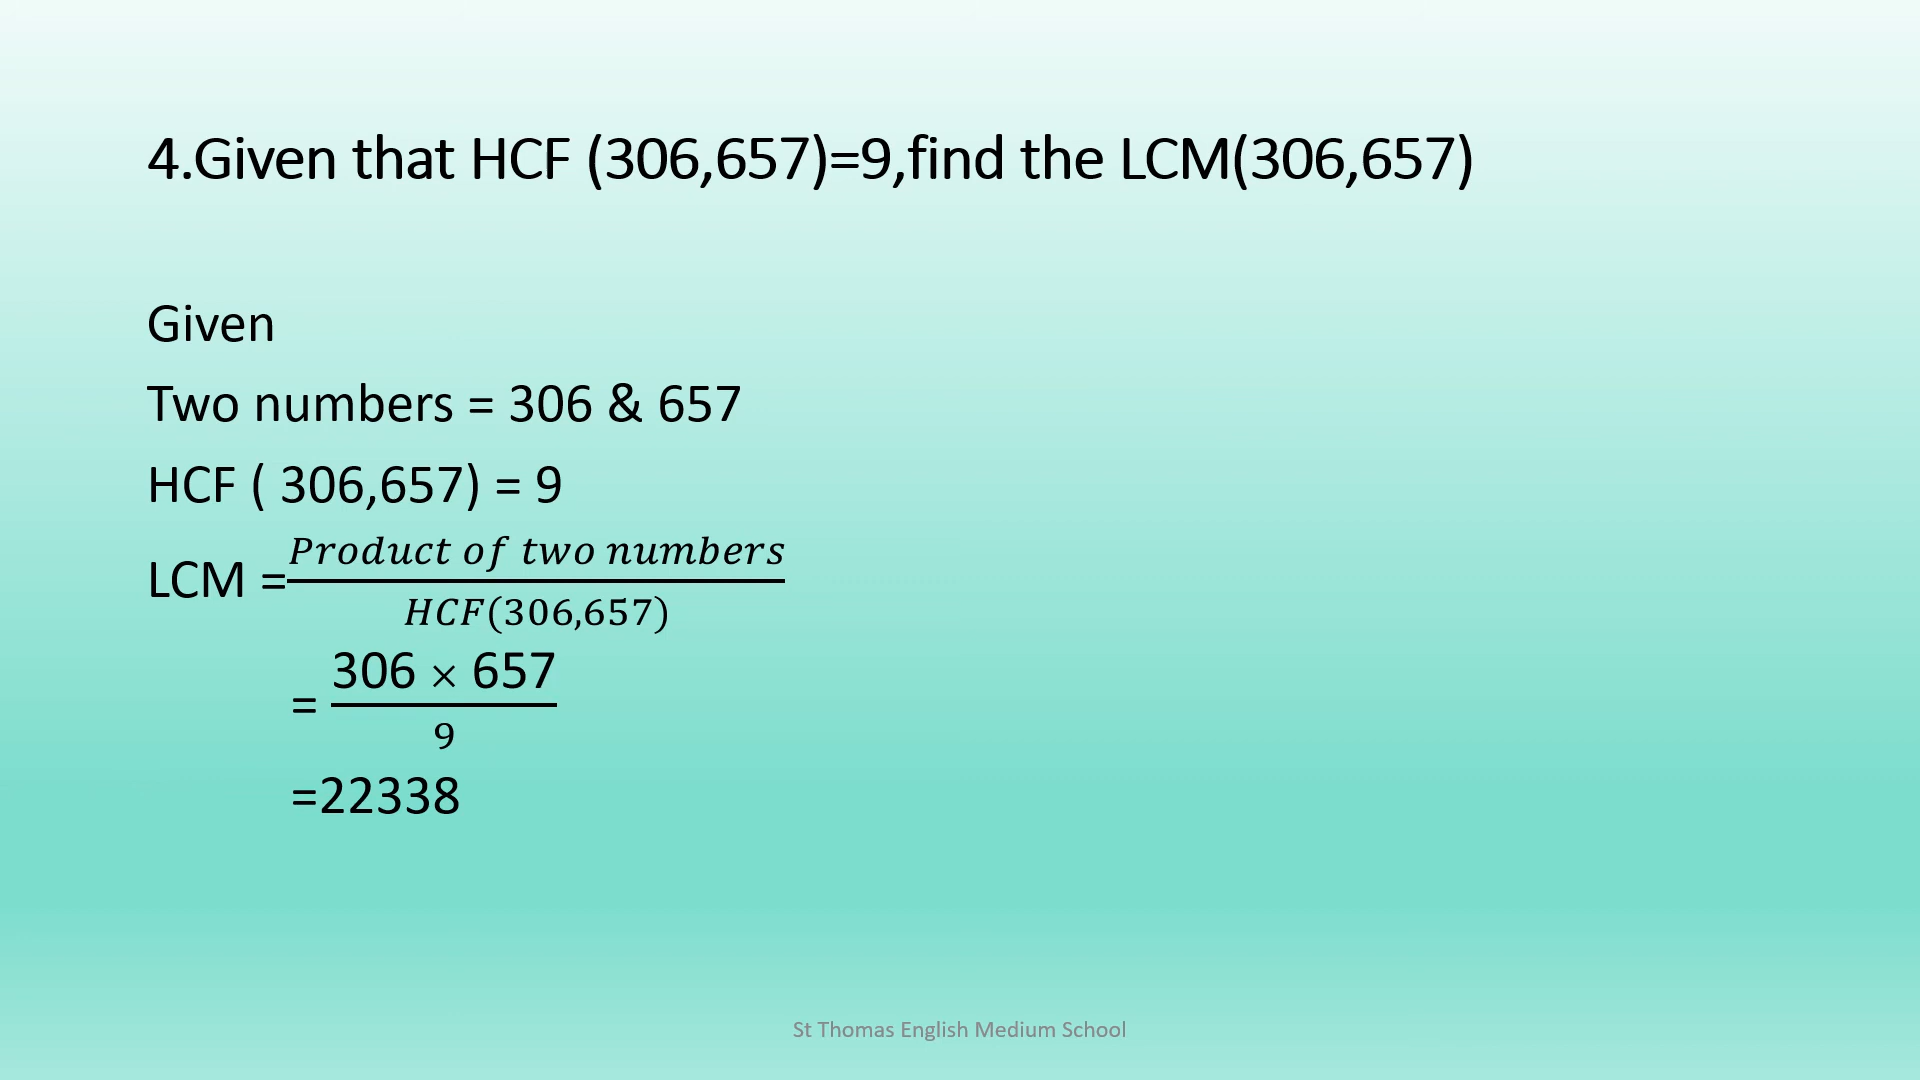 4.Given that HCF (306,657)=9,find the LCM(306,657)
Given
Two numbers = 306 & 657
HCF ( 306,657) = 9
LCM = Product of two numbers / HCF(306,657)
= 306 × 657 / 9
=22338
St Thomas English Medium School